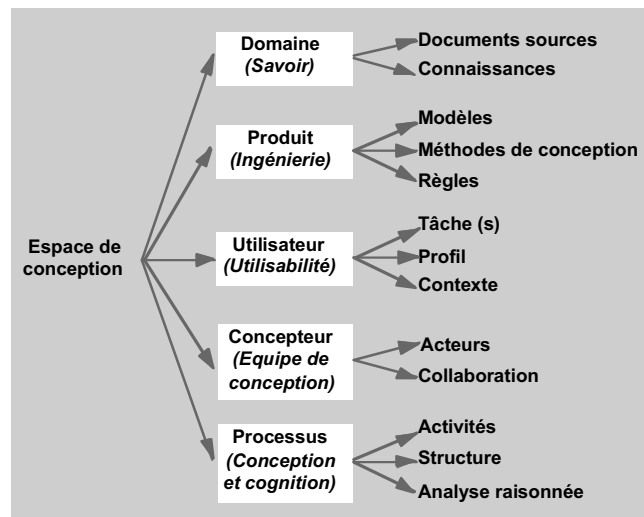 Espace de
conception
Domaine
(Savoir)
Documents sources
Connaissances
Produit
(Ingénierie)
Modèles
Méthodes de conception
Règles
Utilisateur
(Utilisabilité)
Tâche (s)
Profil
Contexte
Concepteur
(Equipe de
conception)
Acteurs
Collaboration
Processus
(Conception
et cognition)
Activités
Structure
Analyse raisonnée